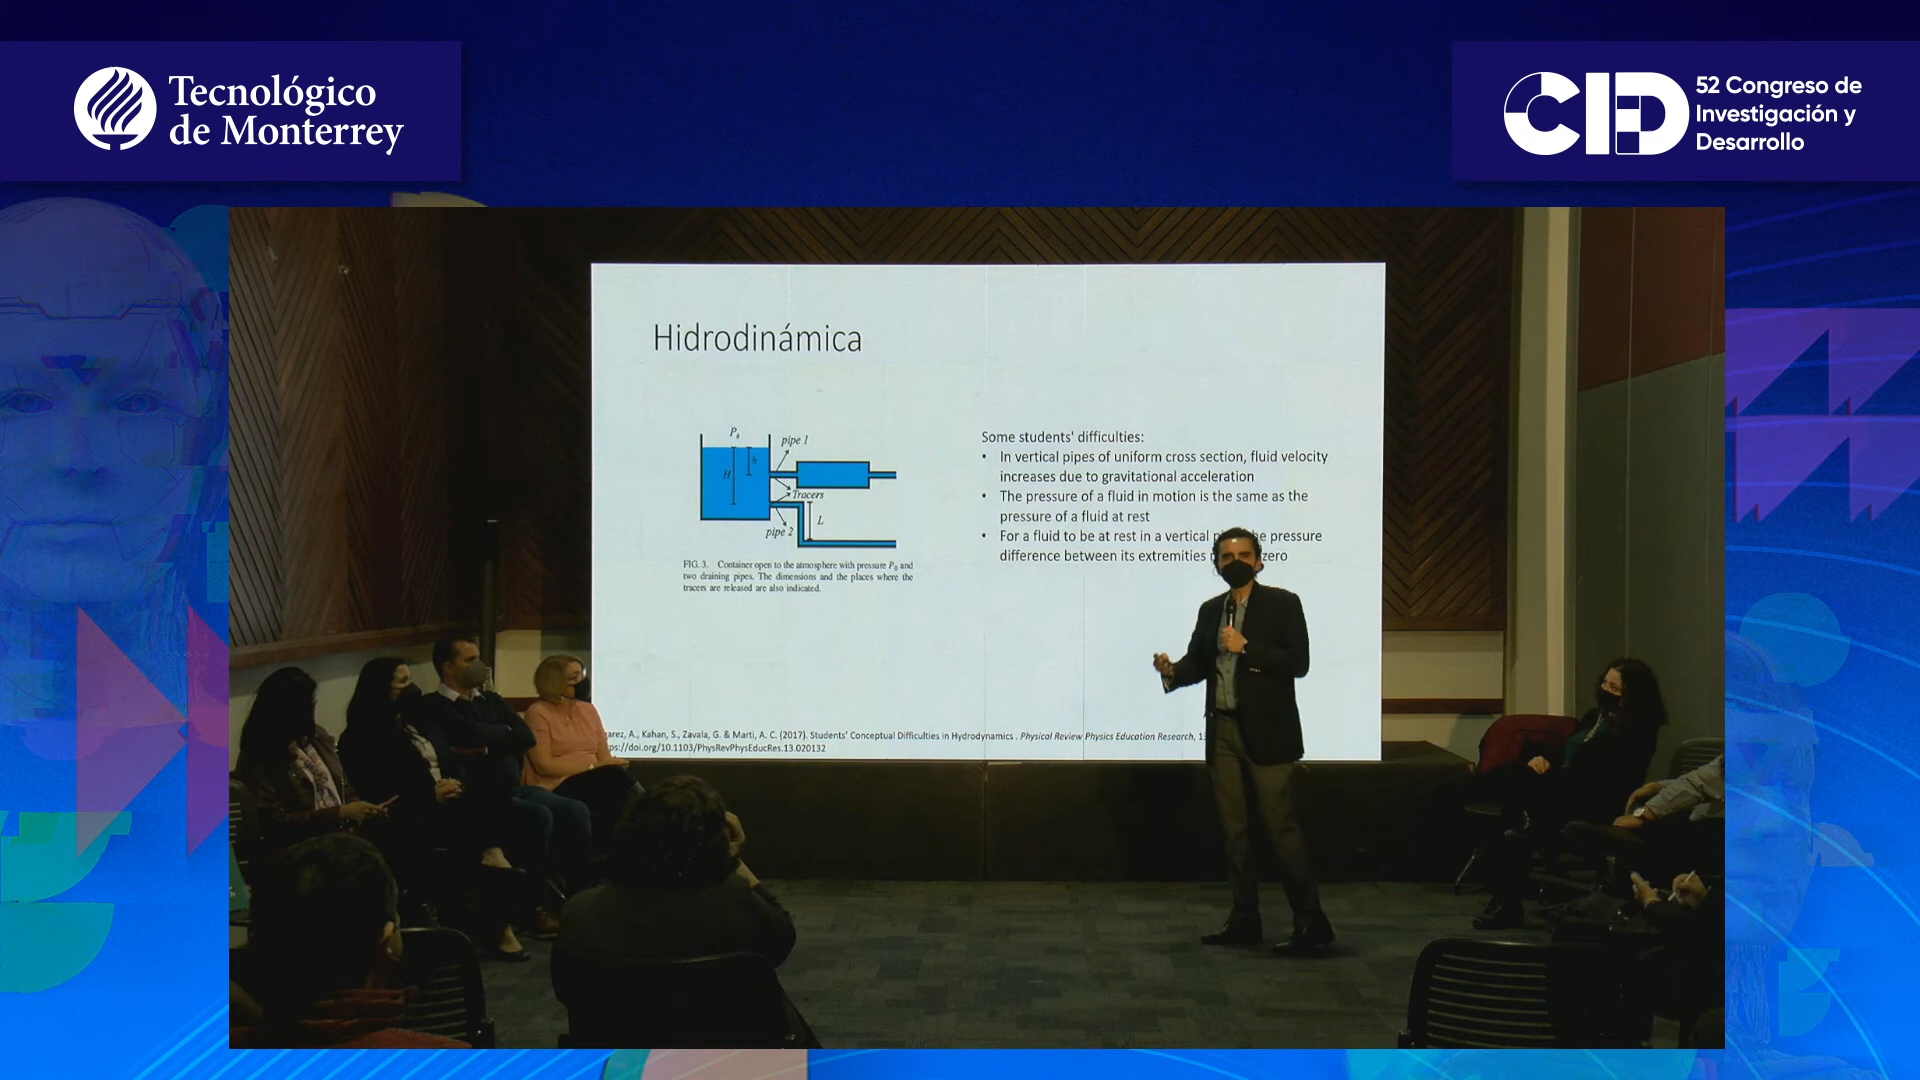 Tecnológico
de Monterrey
CID
52 Congreso de
Investigación y
Desarrollo
Hidrodinámica
P₀
pipe 1
h
H
Tracers
L
pipe 2
FIG. 3. Container open to the atmosphere with pressure P₀ and
two draining pipes. The dimensions and the places where the
tracers are released are also indicated.
Some students' difficulties:
• In vertical pipes of uniform cross section, fluid velocity
increases due to gravitational acceleration
• The pressure of a fluid in motion is the same as the
pressure of a fluid at rest
• For a fluid to be at rest in a vertical pressure
difference between its extremities zero
A., Kahan, S., Zavala, G. & Marti, A. C. (2017). Students' Conceptual Difficulties in Hydrodynamics . Physical Review Physics Education Research,
ps://doi.org/10.1103/PhysRevPhysEducRes.13.020132